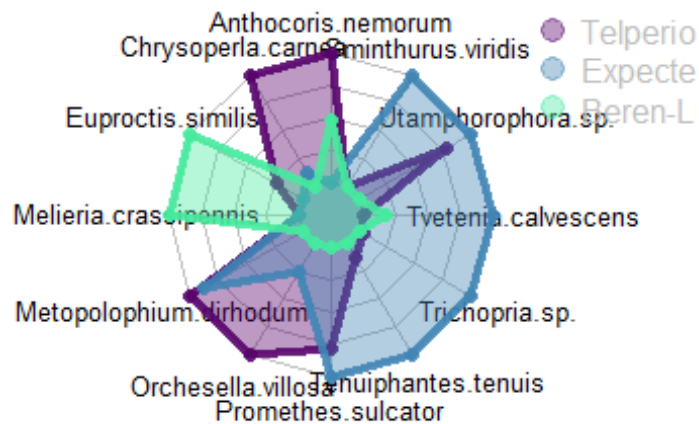 Anthocoris.nemorum
Chrysoperla.carnea
Sminthurus.viridis
Telperio
Expecte
Beren-L
Euproctis.similis
Utamphorophora.sp.
Melieria.crassipennis
Tvetenia.calvescens
Metopolophium.dirhodum
Trichopria.sp.
Orchesella.villosa
Tenuiphantes.tenuis
Promethes.sulcator